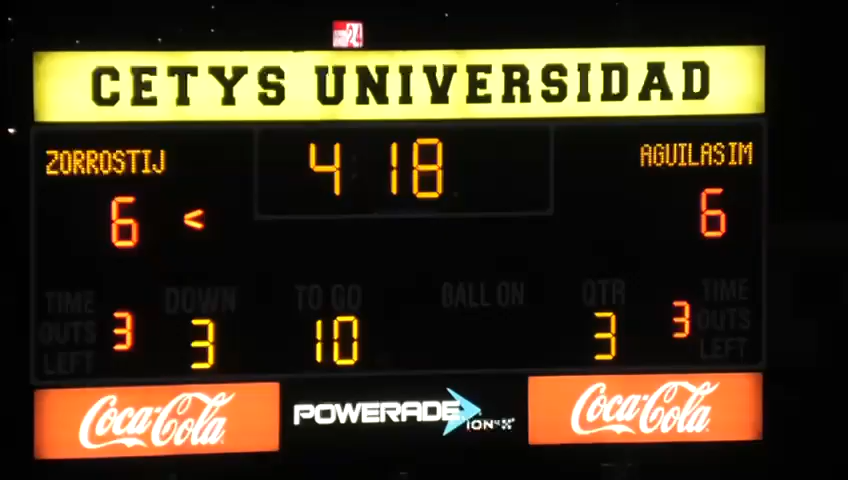 CETYS UNIVERSIDAD
ZORROSTIJ
4:18
AGUILASIM
6 <
6
TIME OUTS LEFT 3
DOWN 3
TO GO 10
BALL ON
QTR 3
3 TIME OUTS LEFT
Coca-Cola
POWERADE ION4
Coca-Cola